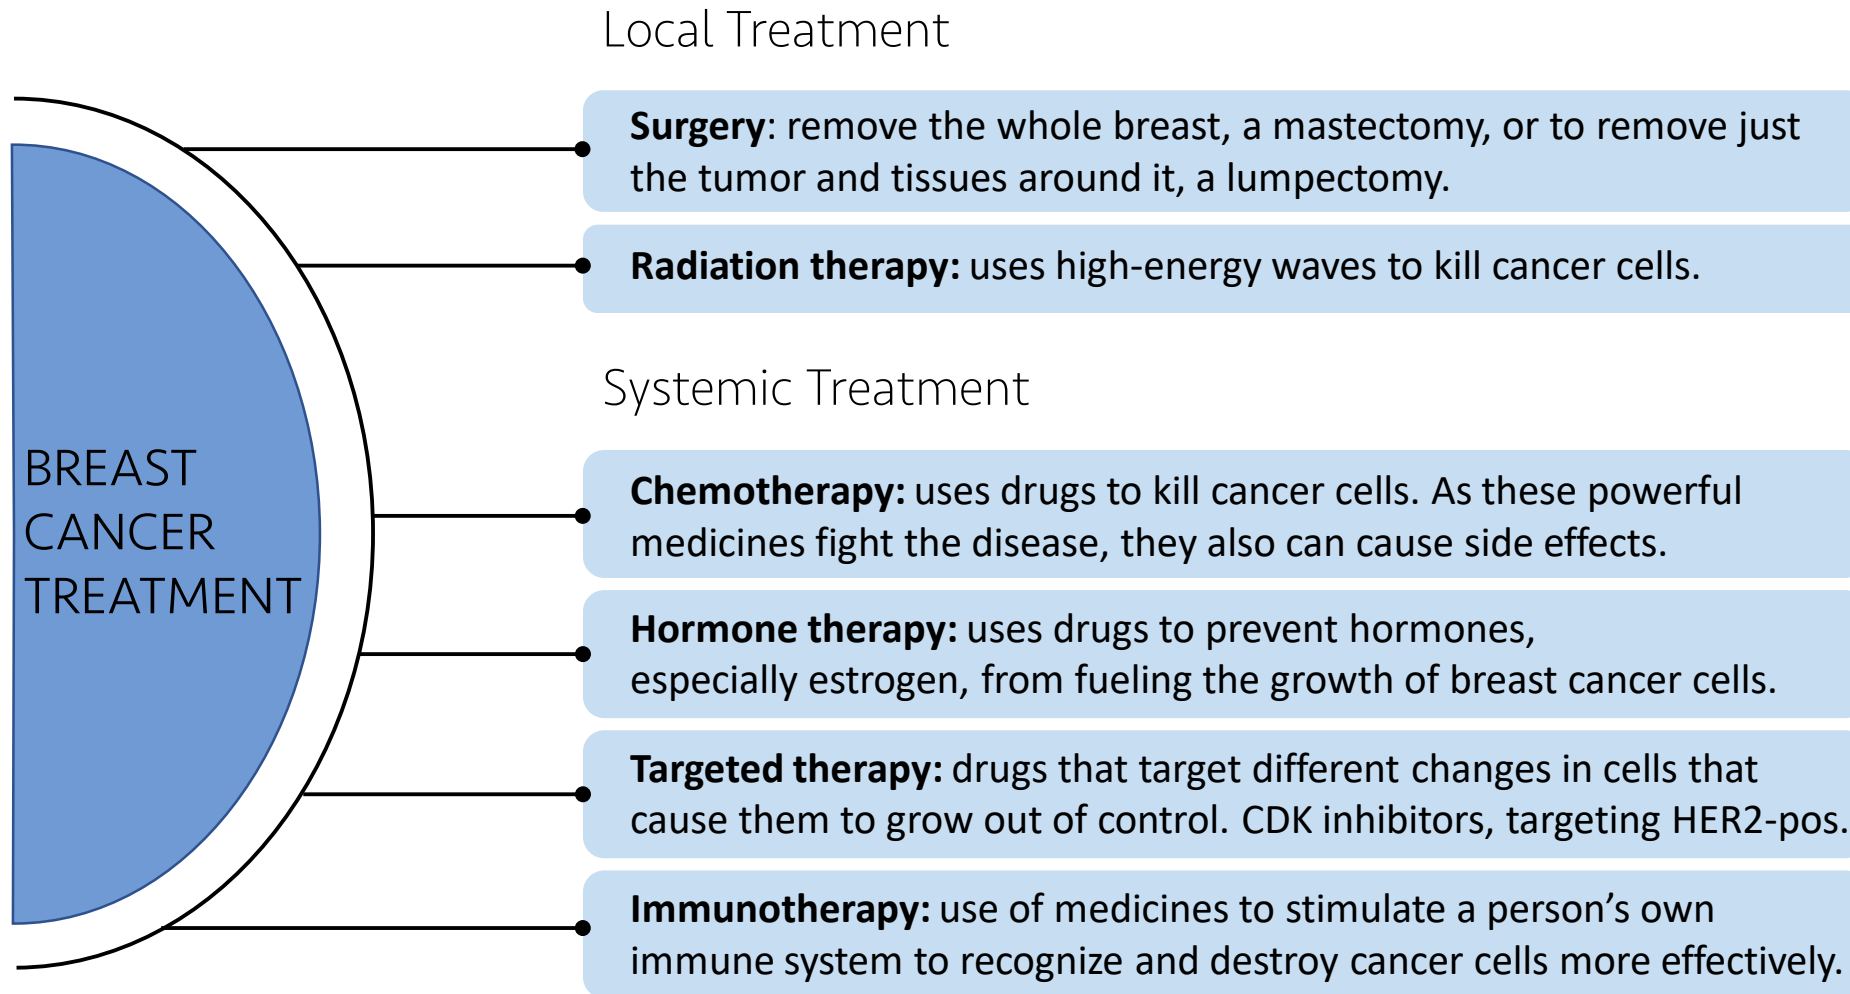 Local Treatment
Surgery: remove the whole breast, a mastectomy, or to remove just
the tumor and tissues around it, a lumpectomy.
Radiation therapy: uses high-energy waves to kill cancer cells.
Systemic Treatment
BREAST
CANCER
TREATMENT
Chemotherapy: uses drugs to kill cancer cells. As these powerful
medicines fight the disease, they also can cause side effects.
Hormone therapy: uses drugs to prevent hormones,
especially estrogen, from fueling the growth of breast cancer cells.
Targeted therapy: drugs that target different changes in cells that
cause them to grow out of control. CDK inhibitors, targeting HER2-pos.
Immunotherapy: use of medicines to stimulate a person’s own
immune system to recognize and destroy cancer cells more effectively.